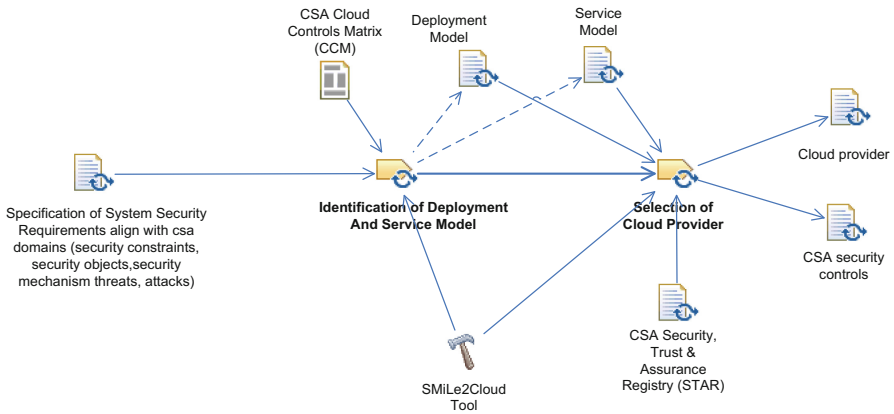 CSA Cloud
Controls Matrix
(CCM)
Deployment
Model
Service
Model
Cloud provider
Specification of System Security
Requirements align with csa
domains (security constraints,
security objects,security
mechanism threats, attacks)
Identification of Deployment
And Service Model
Selection of
Cloud Provider
CSA security
controls
CSA Security,
Trust &
Assurance
Registry (STAR)
SMiLe2Cloud
Tool